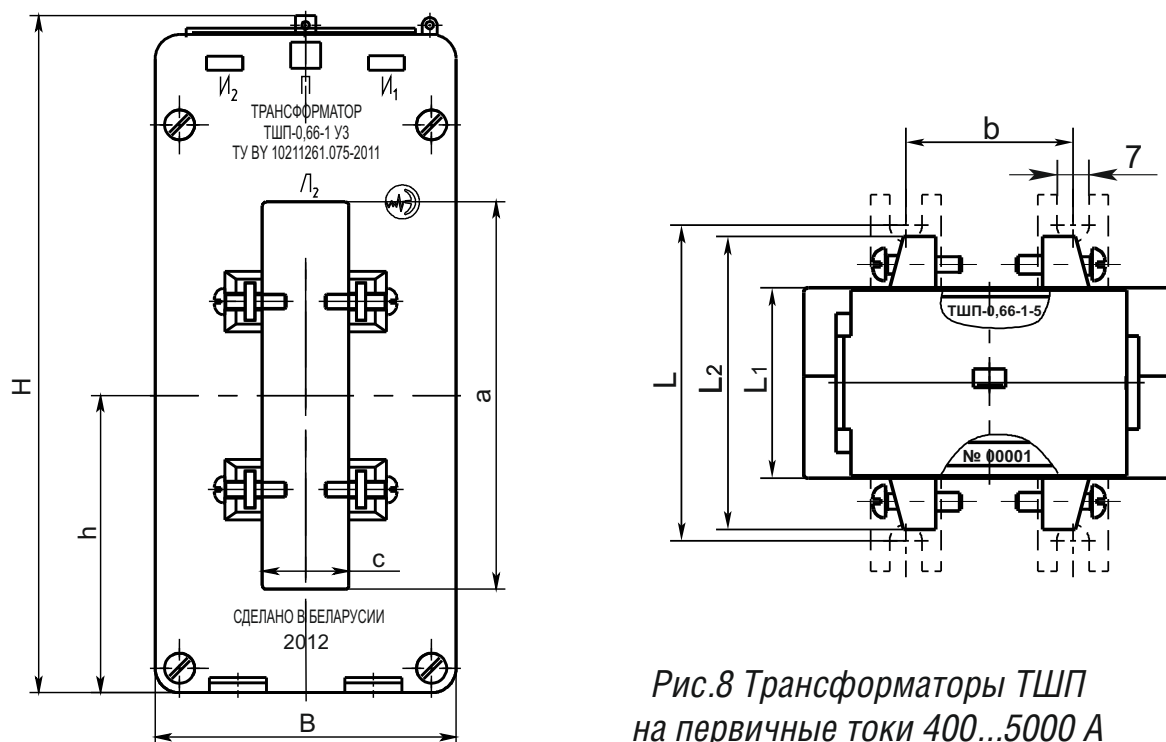 И₂
П
И₁
ТРАНСФОРМАТОР
ТШП-0,66-1 У3
ТУ BY 10211261.075-2011
Л₂
H
h
a
c
B
СДЕЛАНО В БЕЛАРУСИИ
2012
b
7
L
L₂
L₁
ТШП-0,66-1-5
№ 00001
Рис.8 Трансформаторы ТШП
на первичные токи 400...5000 А